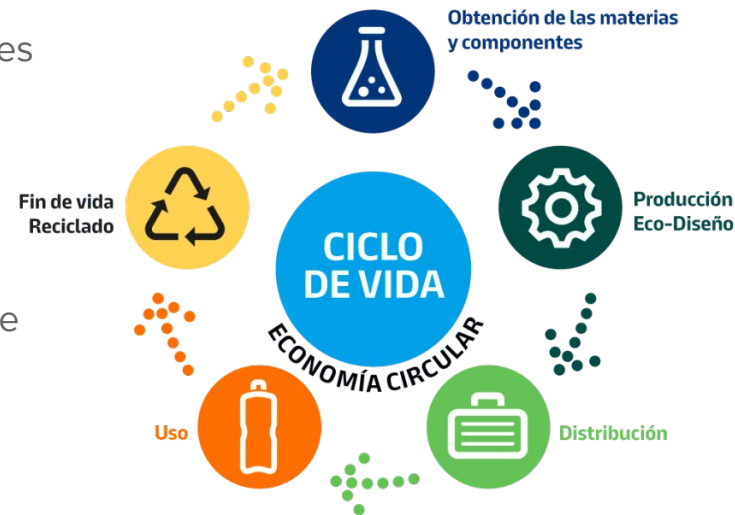 es
e
Obtención de las materias
y componentes
Producción
Eco-Diseño
Distribución
Uso
Fin de vida
Reciclado
CICLO
DE VIDA
ECONOMÍA CIRCULAR